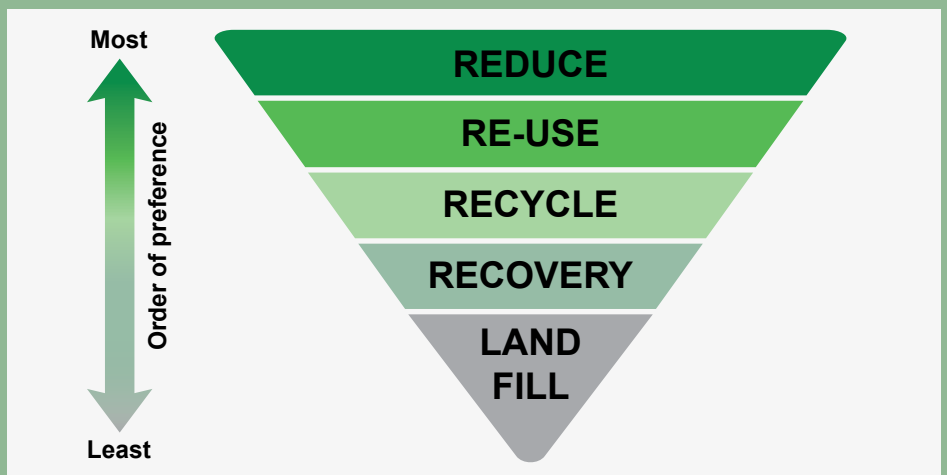 Most
REDUCE
RE-USE
RECYCLE
RECOVERY
LAND
FILL
Order of preference
Least